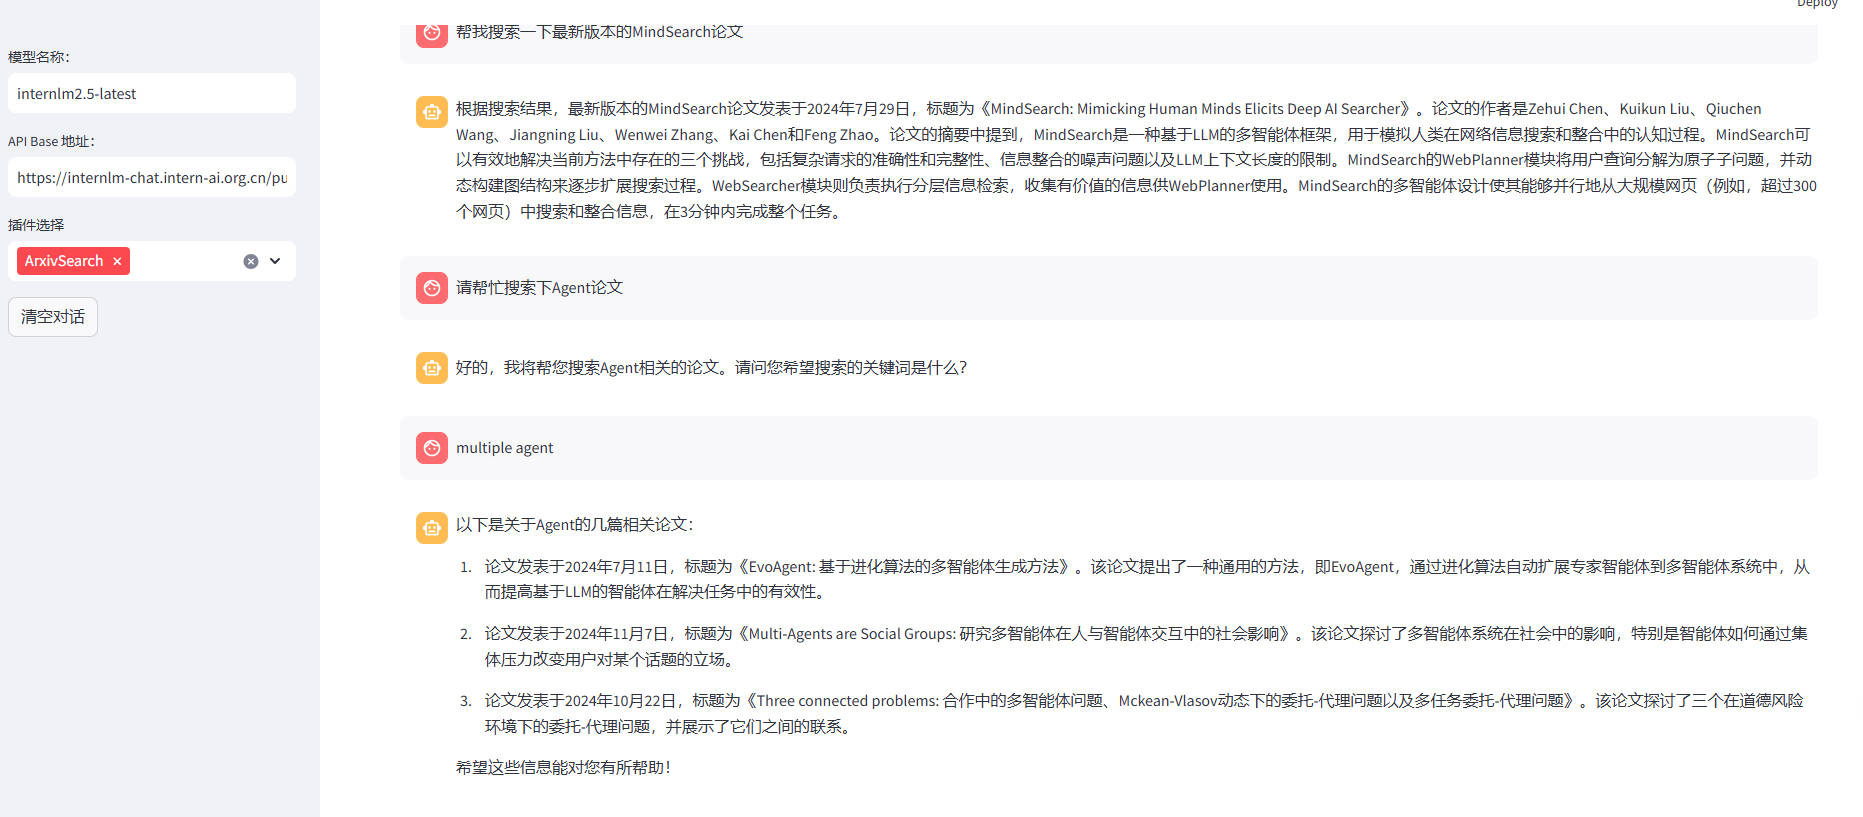 Deploy
模型名称：
internlm2.5-latest
API Base 地址：
https://internlm-chat.intern-ai.org.cn/pu
插件选择
ArxivSearch ×
清空对话
帮我搜索一下最新版本的MindSearch论文
根据搜索结果，最新版本的MindSearch论文发表于2024年7月29日，标题为《MindSearch: Mimicking Human Minds Elicits Deep AI Searcher》。论文的作者是Zehui Chen、Kuikun Liu、Qiuchen
Wang、Jiangning Liu、Wenwei Zhang、Kai Chen和Feng Zhao。论文的摘要中提到，MindSearch是一种基于LLM的多智能体框架，用于模拟人类在网络信息搜索和整合中的认知过程。MindSearch可
以有效地解决当前方法中存在的三个挑战，包括复杂请求的准确性和完整性、信息整合的噪声问题以及LLM上下文长度的限制。MindSearch的WebPlanner模块将用户查询分解为原子子问题，并动
态构建图结构来逐步扩展搜索过程。WebSearcher模块则负责执行分层信息检索，收集有价值的信息供WebPlanner使用。MindSearch的多智能体设计使其能够并行地从大规模网页（例如，超过300
个网页）中搜索和整合信息，在3分钟内完成整个任务。
请帮忙搜索下Agent论文
好的，我将帮您搜索Agent相关的论文。请问您希望搜索的关键词是什么？
multiple agent
以下是关于Agent的几篇相关论文：
1. 论文发表于2024年7月11日，标题为《EvoAgent: 基于进化算法的多智能体生成方法》。该论文提出了一种通用的方法，即EvoAgent，通过进化算法自动扩展专家智能体到多智能体系统中，从
而提高基于LLM的智能体在解决任务中的有效性。
2. 论文发表于2024年11月7日，标题为《Multi-Agents are Social Groups: 研究多智能体在人与智能体交互中的社会影响》。该论文探讨了多智能体系统在社会中的影响，特别是智能体如何通过集
体压力改变用户对某个话题的立场。
3. 论文发表于2024年10月22日，标题为《Three connected problems: 合作中的多智能体问题、Mckean-Vlasov动态下的委托-代理问题以及多任务委托-代理问题》。该论文探讨了三个在道德风险
环境下的委托-代理问题，并展示了它们之间的联系。
希望这些信息能对您有所帮助！